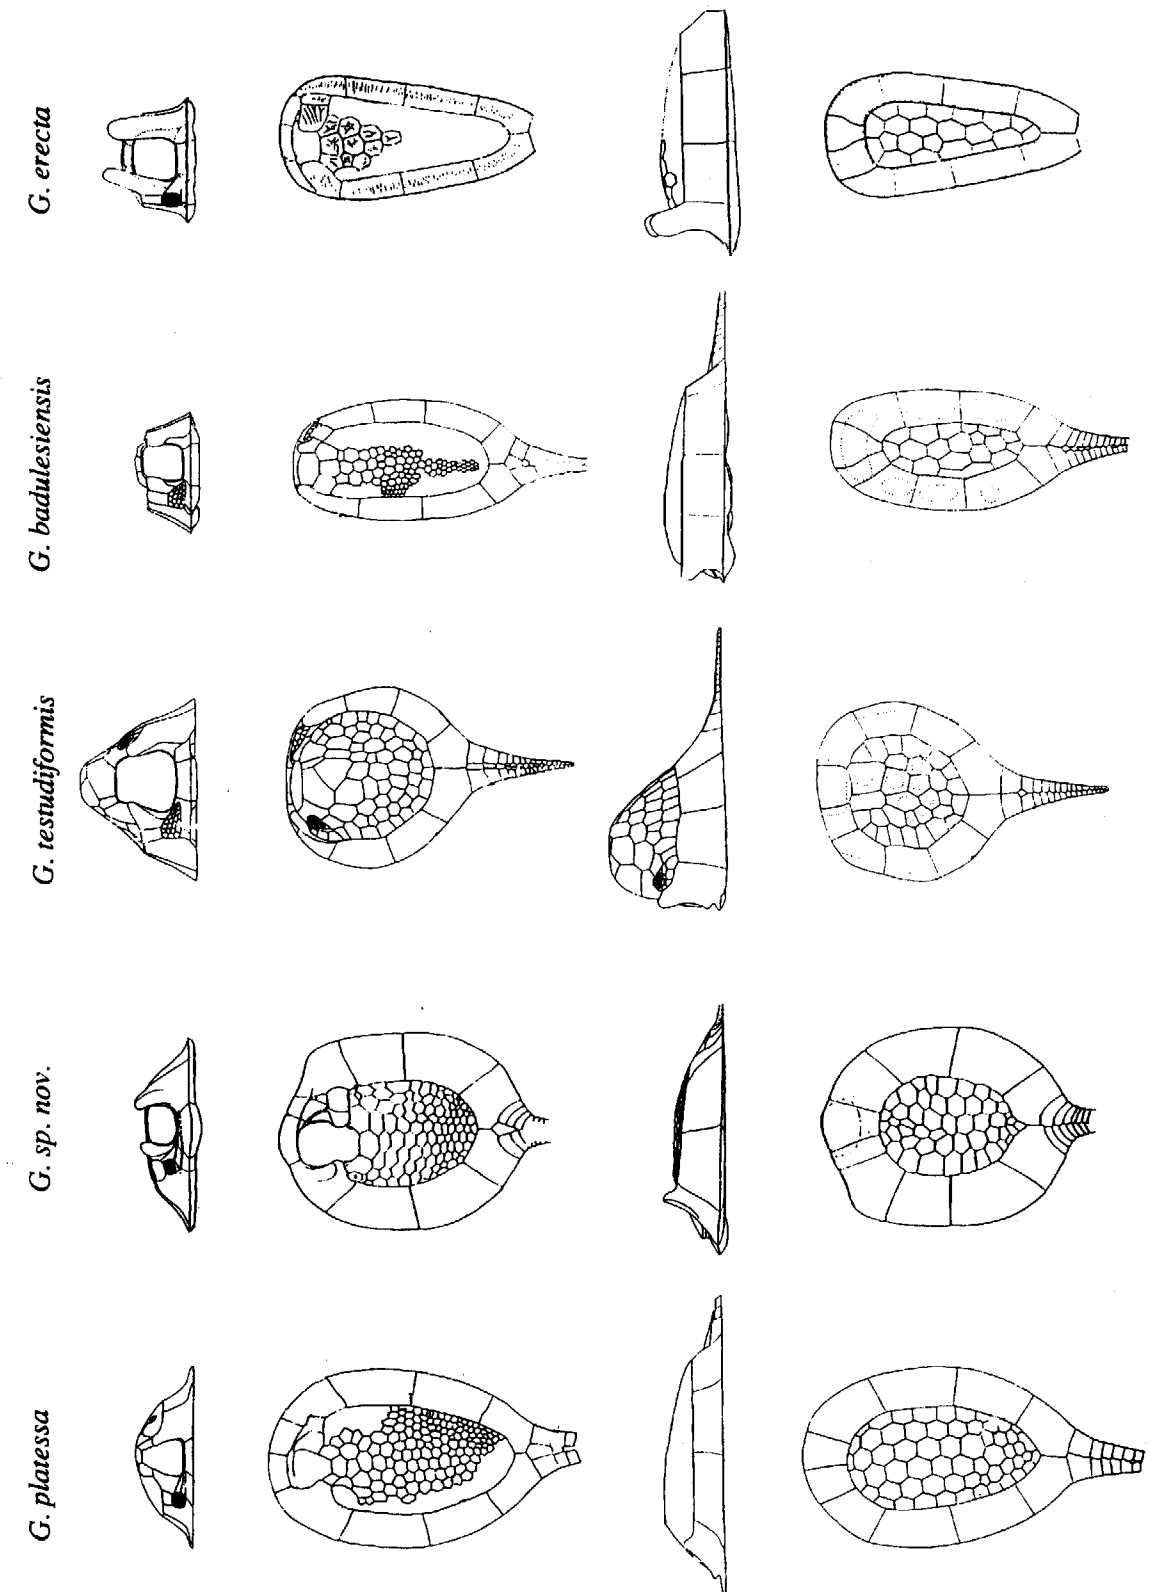 G. erecta
G. badulesiensis
G. testudiformis
G. sp. nov.
G. platessa